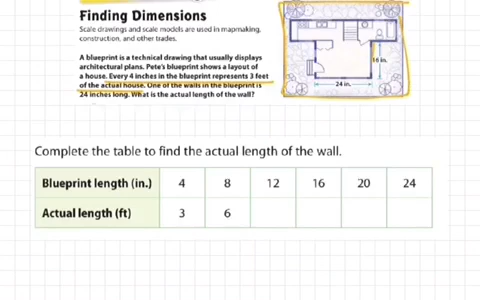 Finding Dimensions
Scale drawings and scale models are used in mapmaking,
construction, and other trades.
A blueprint is a technical drawing that usually displays
architectural plans. Pete's blueprint shows a layout of
a house. Every 4 inches in the blueprint represents 3 feet
of the actual house. One of the walls in the blueprint is
24 inches long. What is the actual length of the wall?
16 in.
24 in.
Complete the table to find the actual length of the wall.
Blueprint length (in.) 4 8 12 16 20 24
Actual length (ft) 3 6